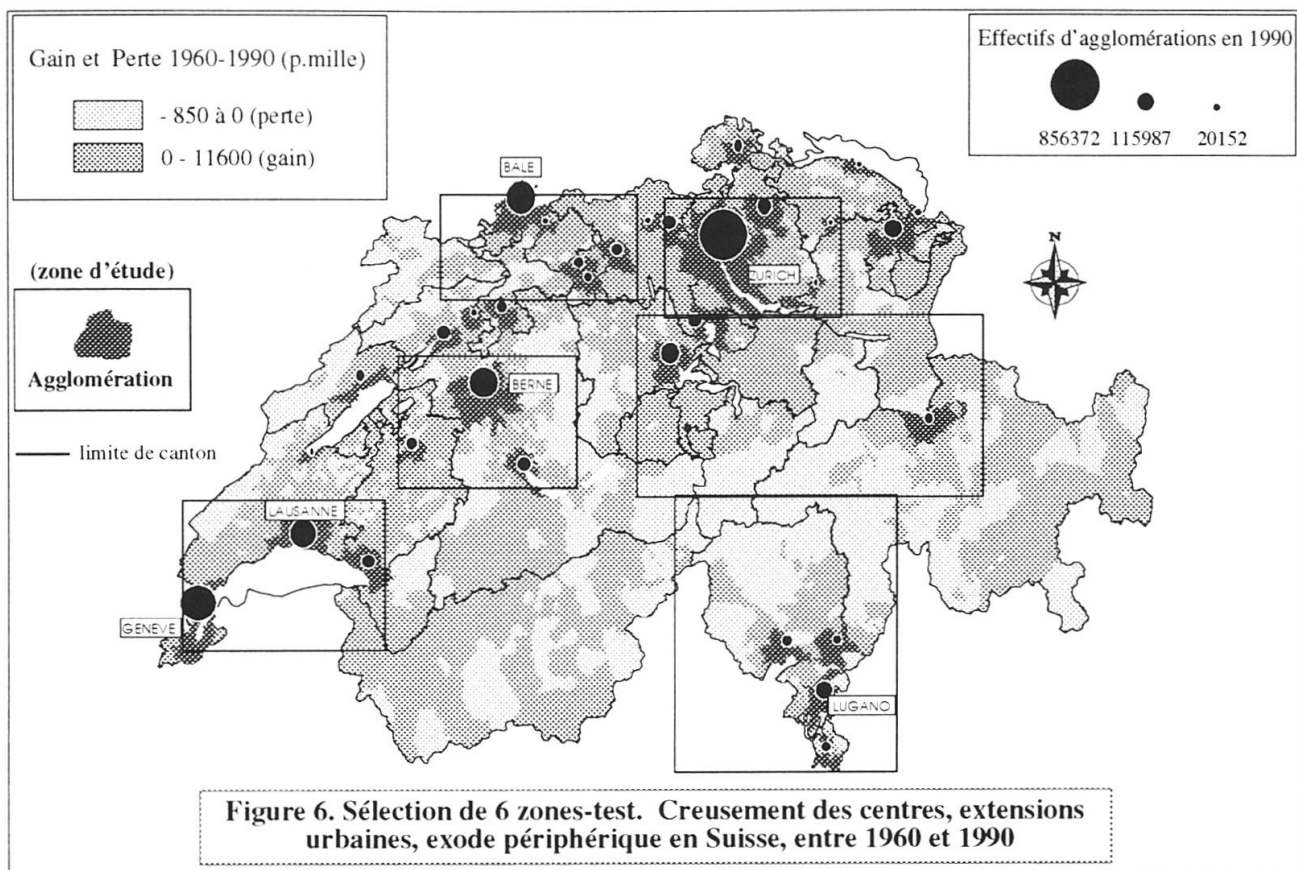 Gain et Perte 1960-1990 (p.mille)
- 850 à 0 (perte)
0 - 11600 (gain)
Effectifs d'agglomérations en 1990
856372 115987 20152
(zone d'étude)
Agglomération
limite de canton
N
BALE
ZURICH
BERNE
LAUSANNE
GENEVE
LUGANO
Figure 6. Sélection de 6 zones-test. Creusement des centres, extensions
urbaines, exode périphérique en Suisse, entre 1960 et 1990